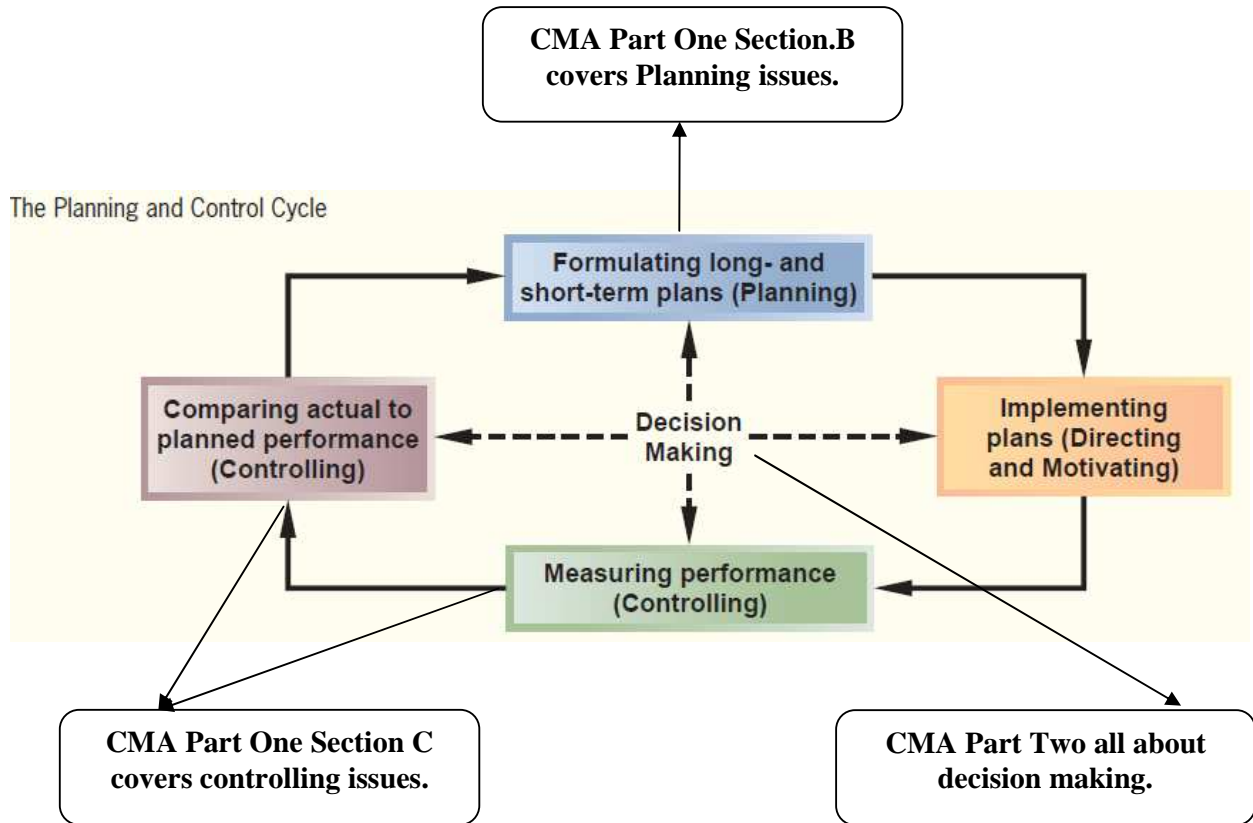 CMA Part One Section.B
covers Planning issues.
The Planning and Control Cycle
Formulating long- and
short-term plans (Planning)
Comparing actual to
planned performance
(Controlling)
Decision
Making
Implementing
plans (Directing
and Motivating)
Measuring performance
(Controlling)
CMA Part One Section C
covers controlling issues.
CMA Part Two all about
decision making.